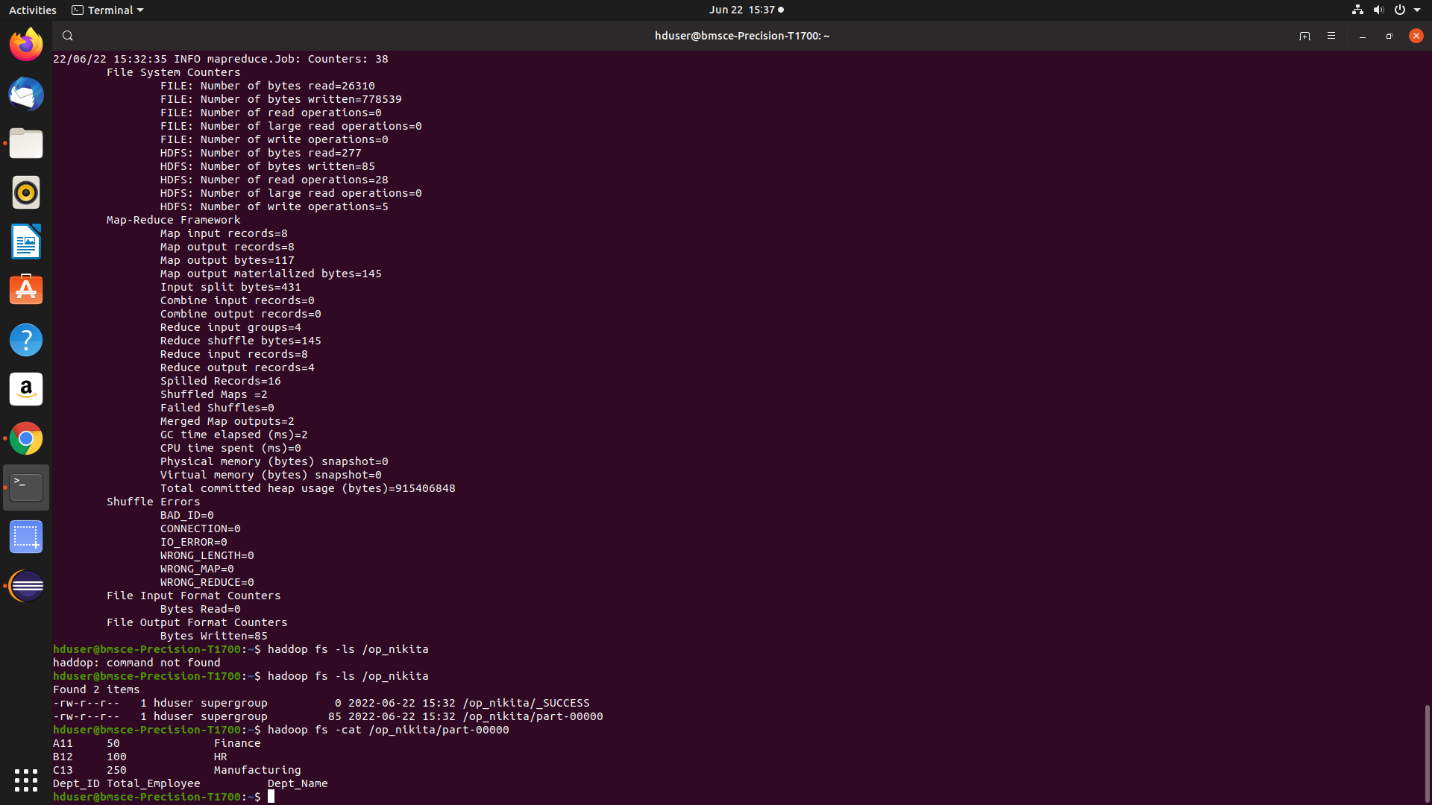 Activities Terminal Jun 22 15:37
hduser@bmsce-Precision-T1700: ~
22/06/22 15:32:35 INFO mapreduce.Job: Counters: 38
File System Counters
FILE: Number of bytes read=26310
FILE: Number of bytes written=778539
FILE: Number of read operations=0
FILE: Number of large read operations=0
FILE: Number of write operations=0
HDFS: Number of bytes read=277
HDFS: Number of bytes written=85
HDFS: Number of read operations=28
HDFS: Number of large read operations=0
HDFS: Number of write operations=5
Map-Reduce Framework
Map input records=8
Map output records=8
Map output bytes=117
Map output materialized bytes=145
Input split bytes=431
Combine input records=0
Combine output records=0
Reduce input groups=4
Reduce shuffle bytes=145
Reduce input records=8
Reduce output records=4
Spilled Records=16
Shuffled Maps =2
Failed Shuffles=0
Merged Map outputs=2
GC time elapsed (ms)=2
CPU time spent (ms)=0
Physical memory (bytes) snapshot=0
Virtual memory (bytes) snapshot=0
Total committed heap usage (bytes)=915406848
Shuffle Errors
BAD_ID=0
CONNECTION=0
IO_ERROR=0
WRONG_LENGTH=0
WRONG_MAP=0
WRONG_REDUCE=0
File Input Format Counters
Bytes Read=0
File Output Format Counters
Bytes Written=85
hduser@bmsce-Precision-T1700:~$ haddop fs -ls /op_nikita
haddop: command not found
hduser@bmsce-Precision-T1700:~$ hadoop fs -ls /op_nikita
Found 2 items
-rw-r--r-- 1 hduser supergroup 0 2022-06-22 15:32 /op_nikita/_SUCCESS
-rw-r--r-- 1 hduser supergroup 85 2022-06-22 15:32 /op_nikita/part-00000
hduser@bmsce-Precision-T1700:~$ hadoop fs -cat /op_nikita/part-00000
A11 50 Finance
B12 100 HR
C13 250 Manufacturing
Dept_ID Total_Employee Dept_Name
hduser@bmsce-Precision-T1700:~$